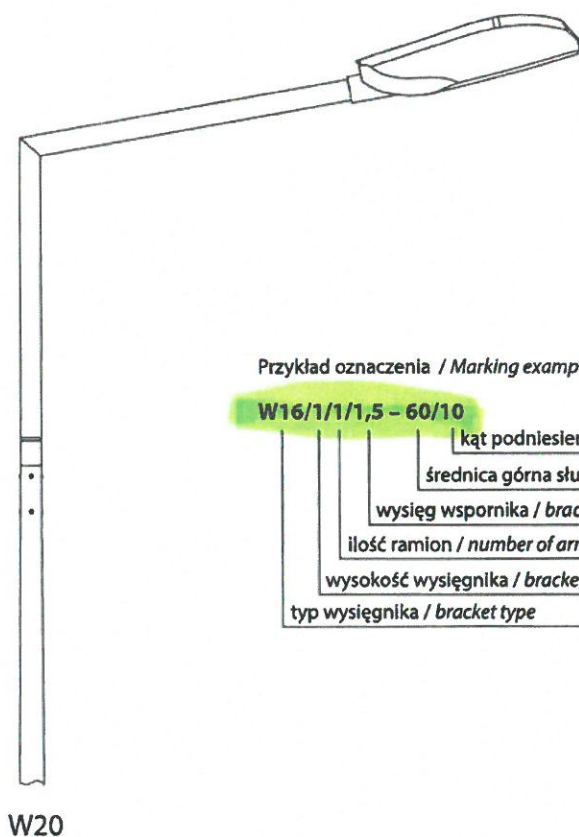 Przykład oznaczenia / Marking examp
W16/1/1/1,5 – 60/10
kąt podniesien
średnica górna słu
wysięg wspornika / brac
ilość ramion / number of arr
wysokość wysięgnika / bracke
typ wysięgnika / bracket type
W20